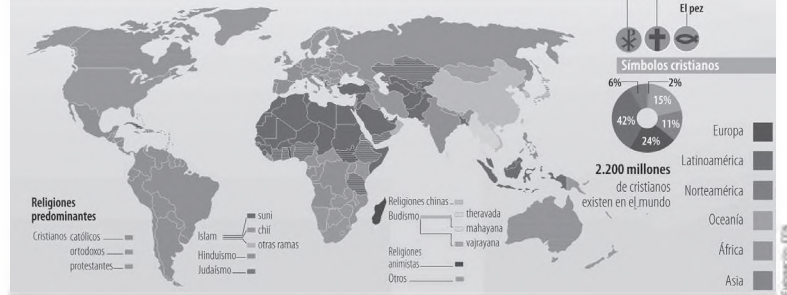 El pez
Símbolos cristianos
6%
2%
15%
42%
11%
24%
2.200 millones
de cristianos
existen en el mundo
Europa
Latinoamérica
Norteamérica
Oceanía
África
Asia
Religiones
predominantes
Cristianos católicos
ortodoxos
protestantes
Islam
suni
chií
otras ramas
Hinduismo
Judaísmo
Religiones chinas
Budismo
theravada
mahayana
vajrayana
Religiones
animistas
Otros